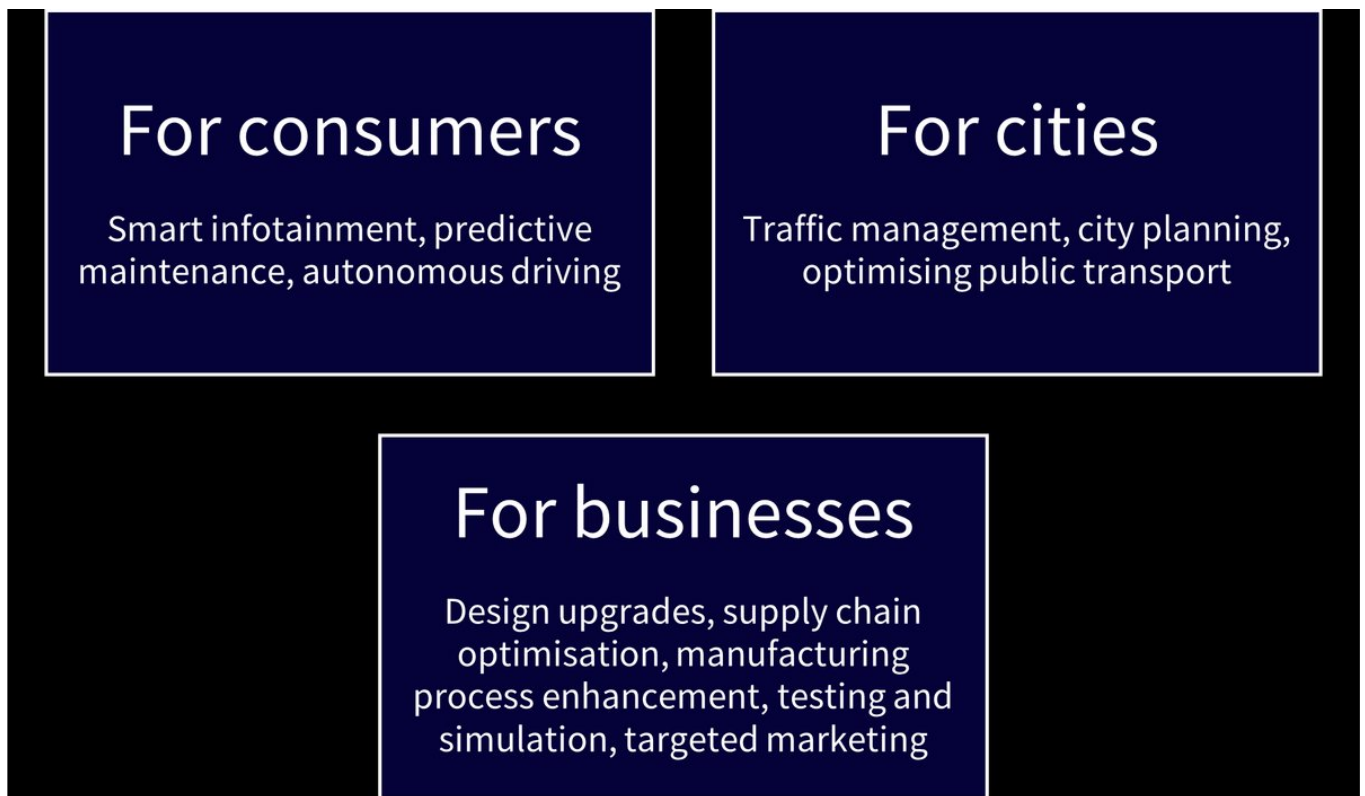 For consumers
Smart infotainment, predictive
maintenance, autonomous driving
For cities
Traffic management, city planning,
optimising public transport
For businesses
Design upgrades, supply chain
optimisation, manufacturing
process enhancement, testing and
simulation, targeted marketing